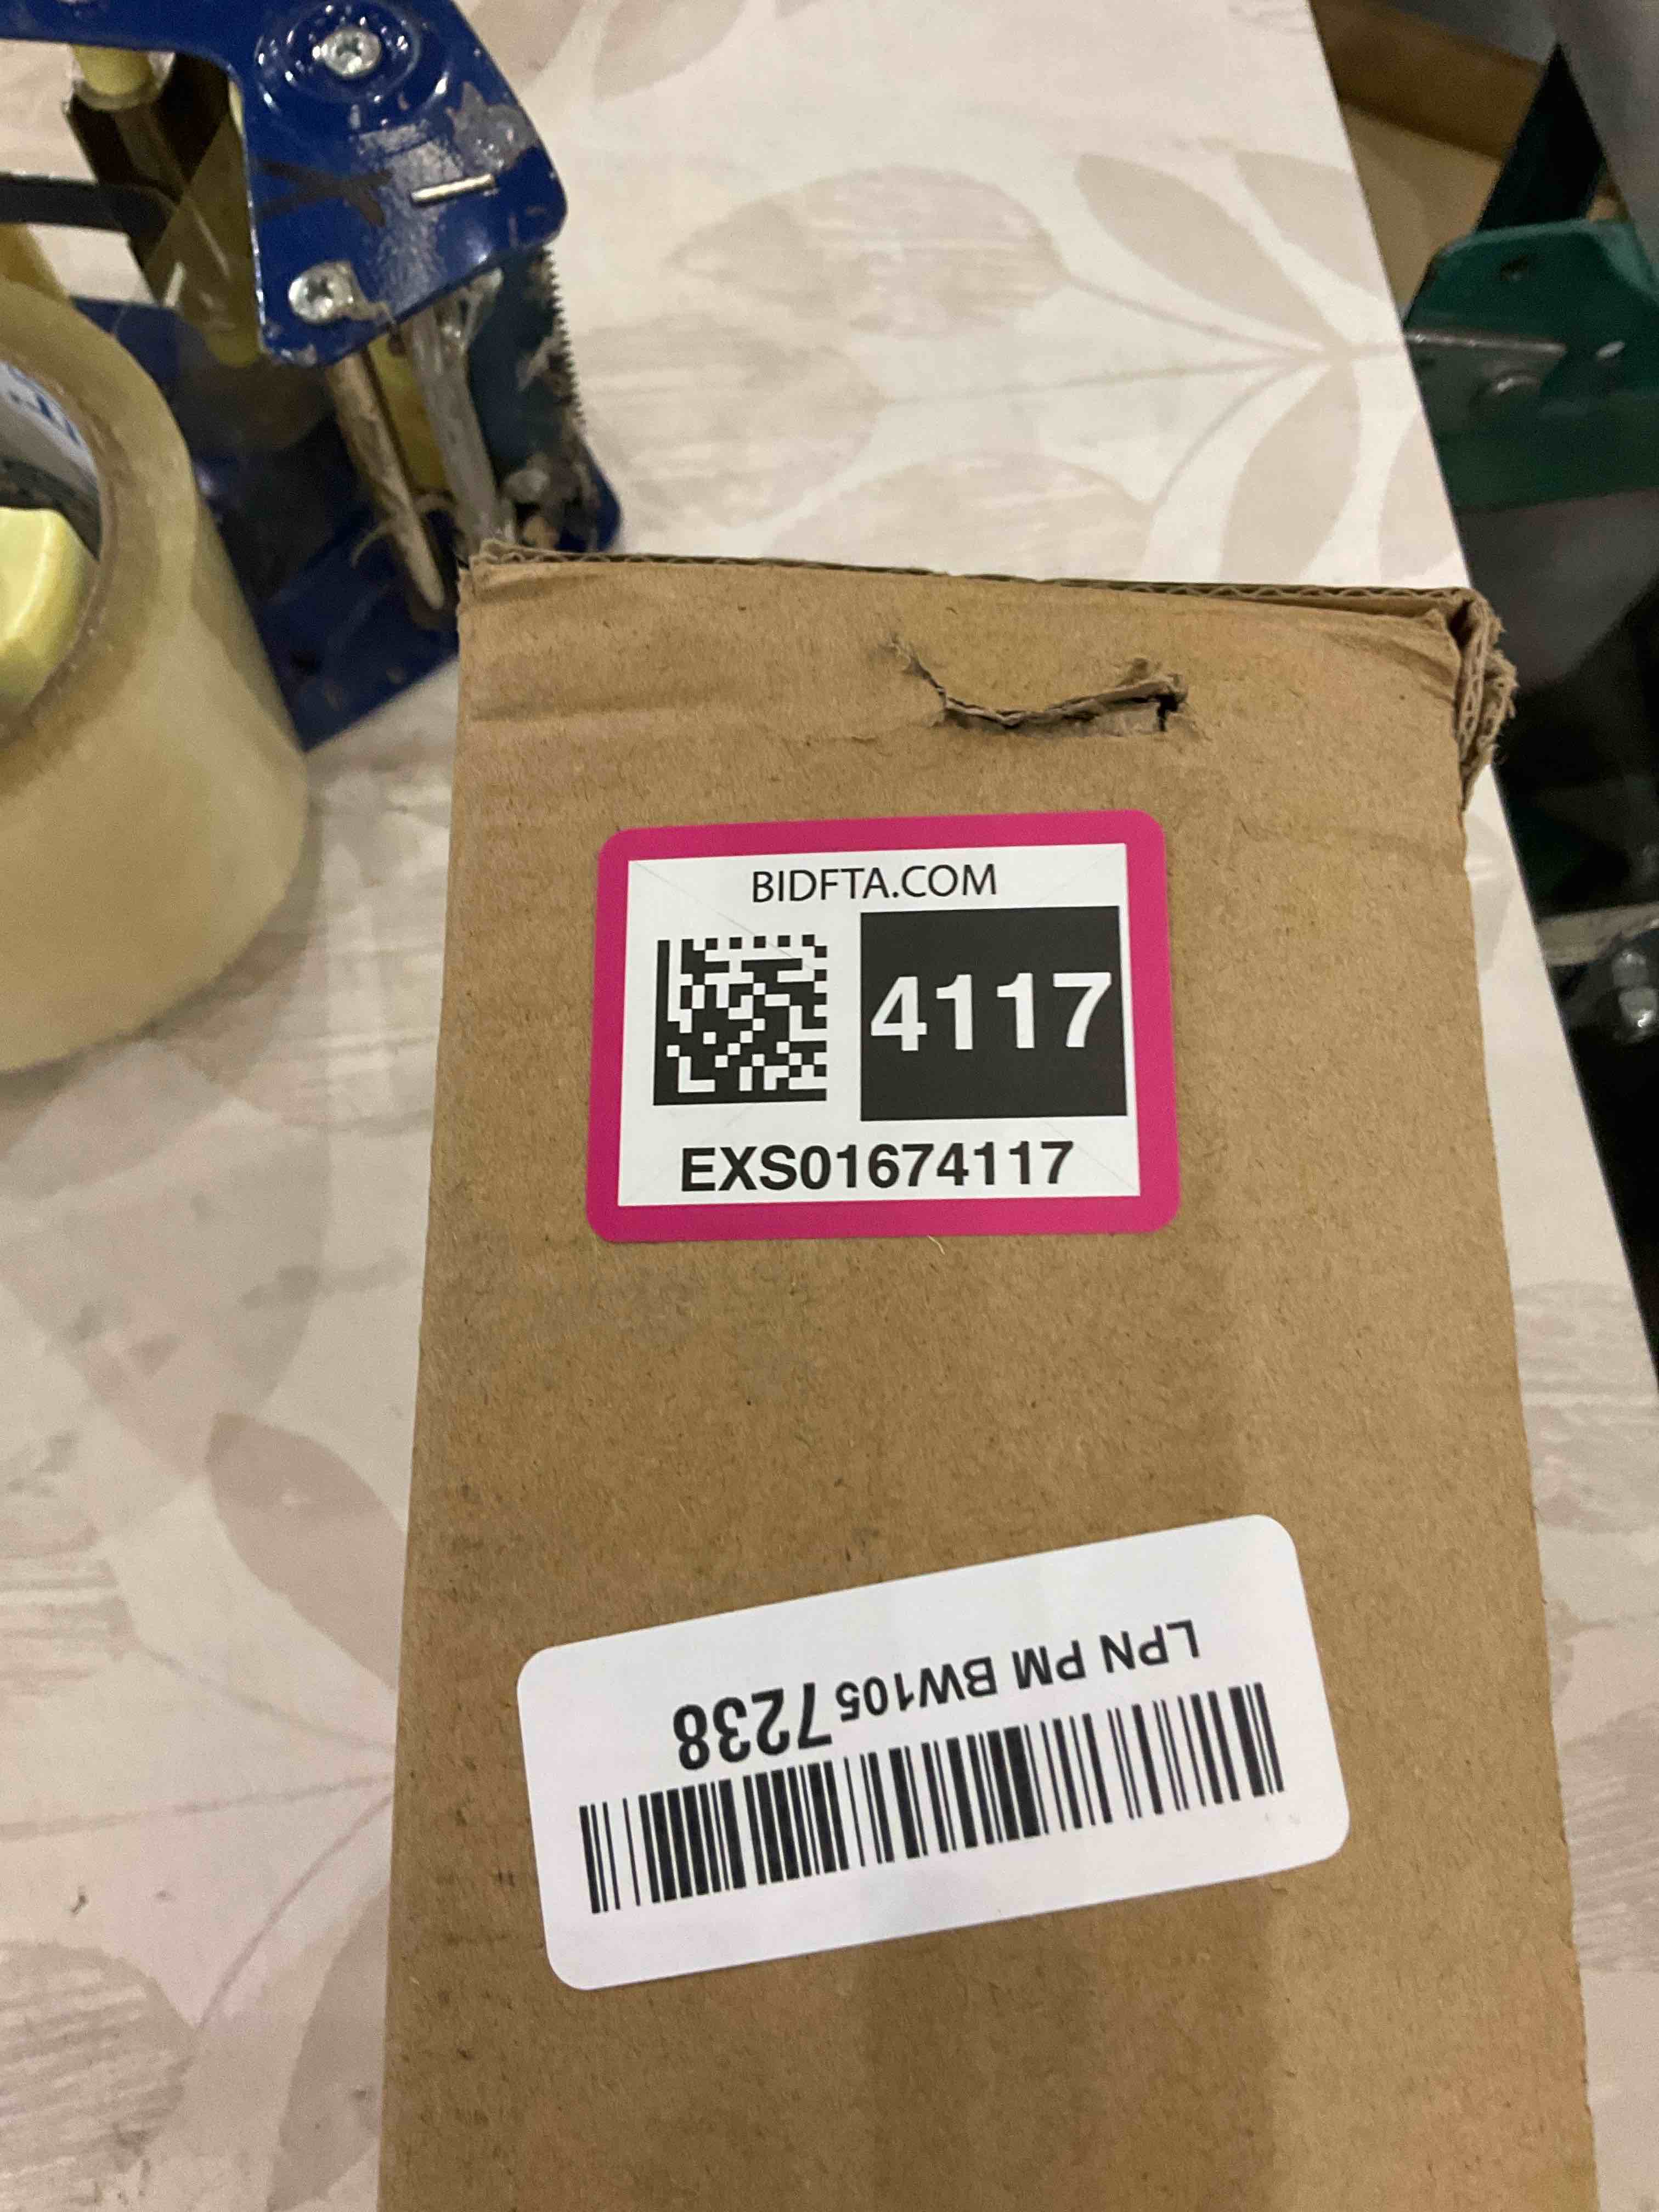 BIDFTA.COM
4117
EXS01674117
LPN PM BW105 7238